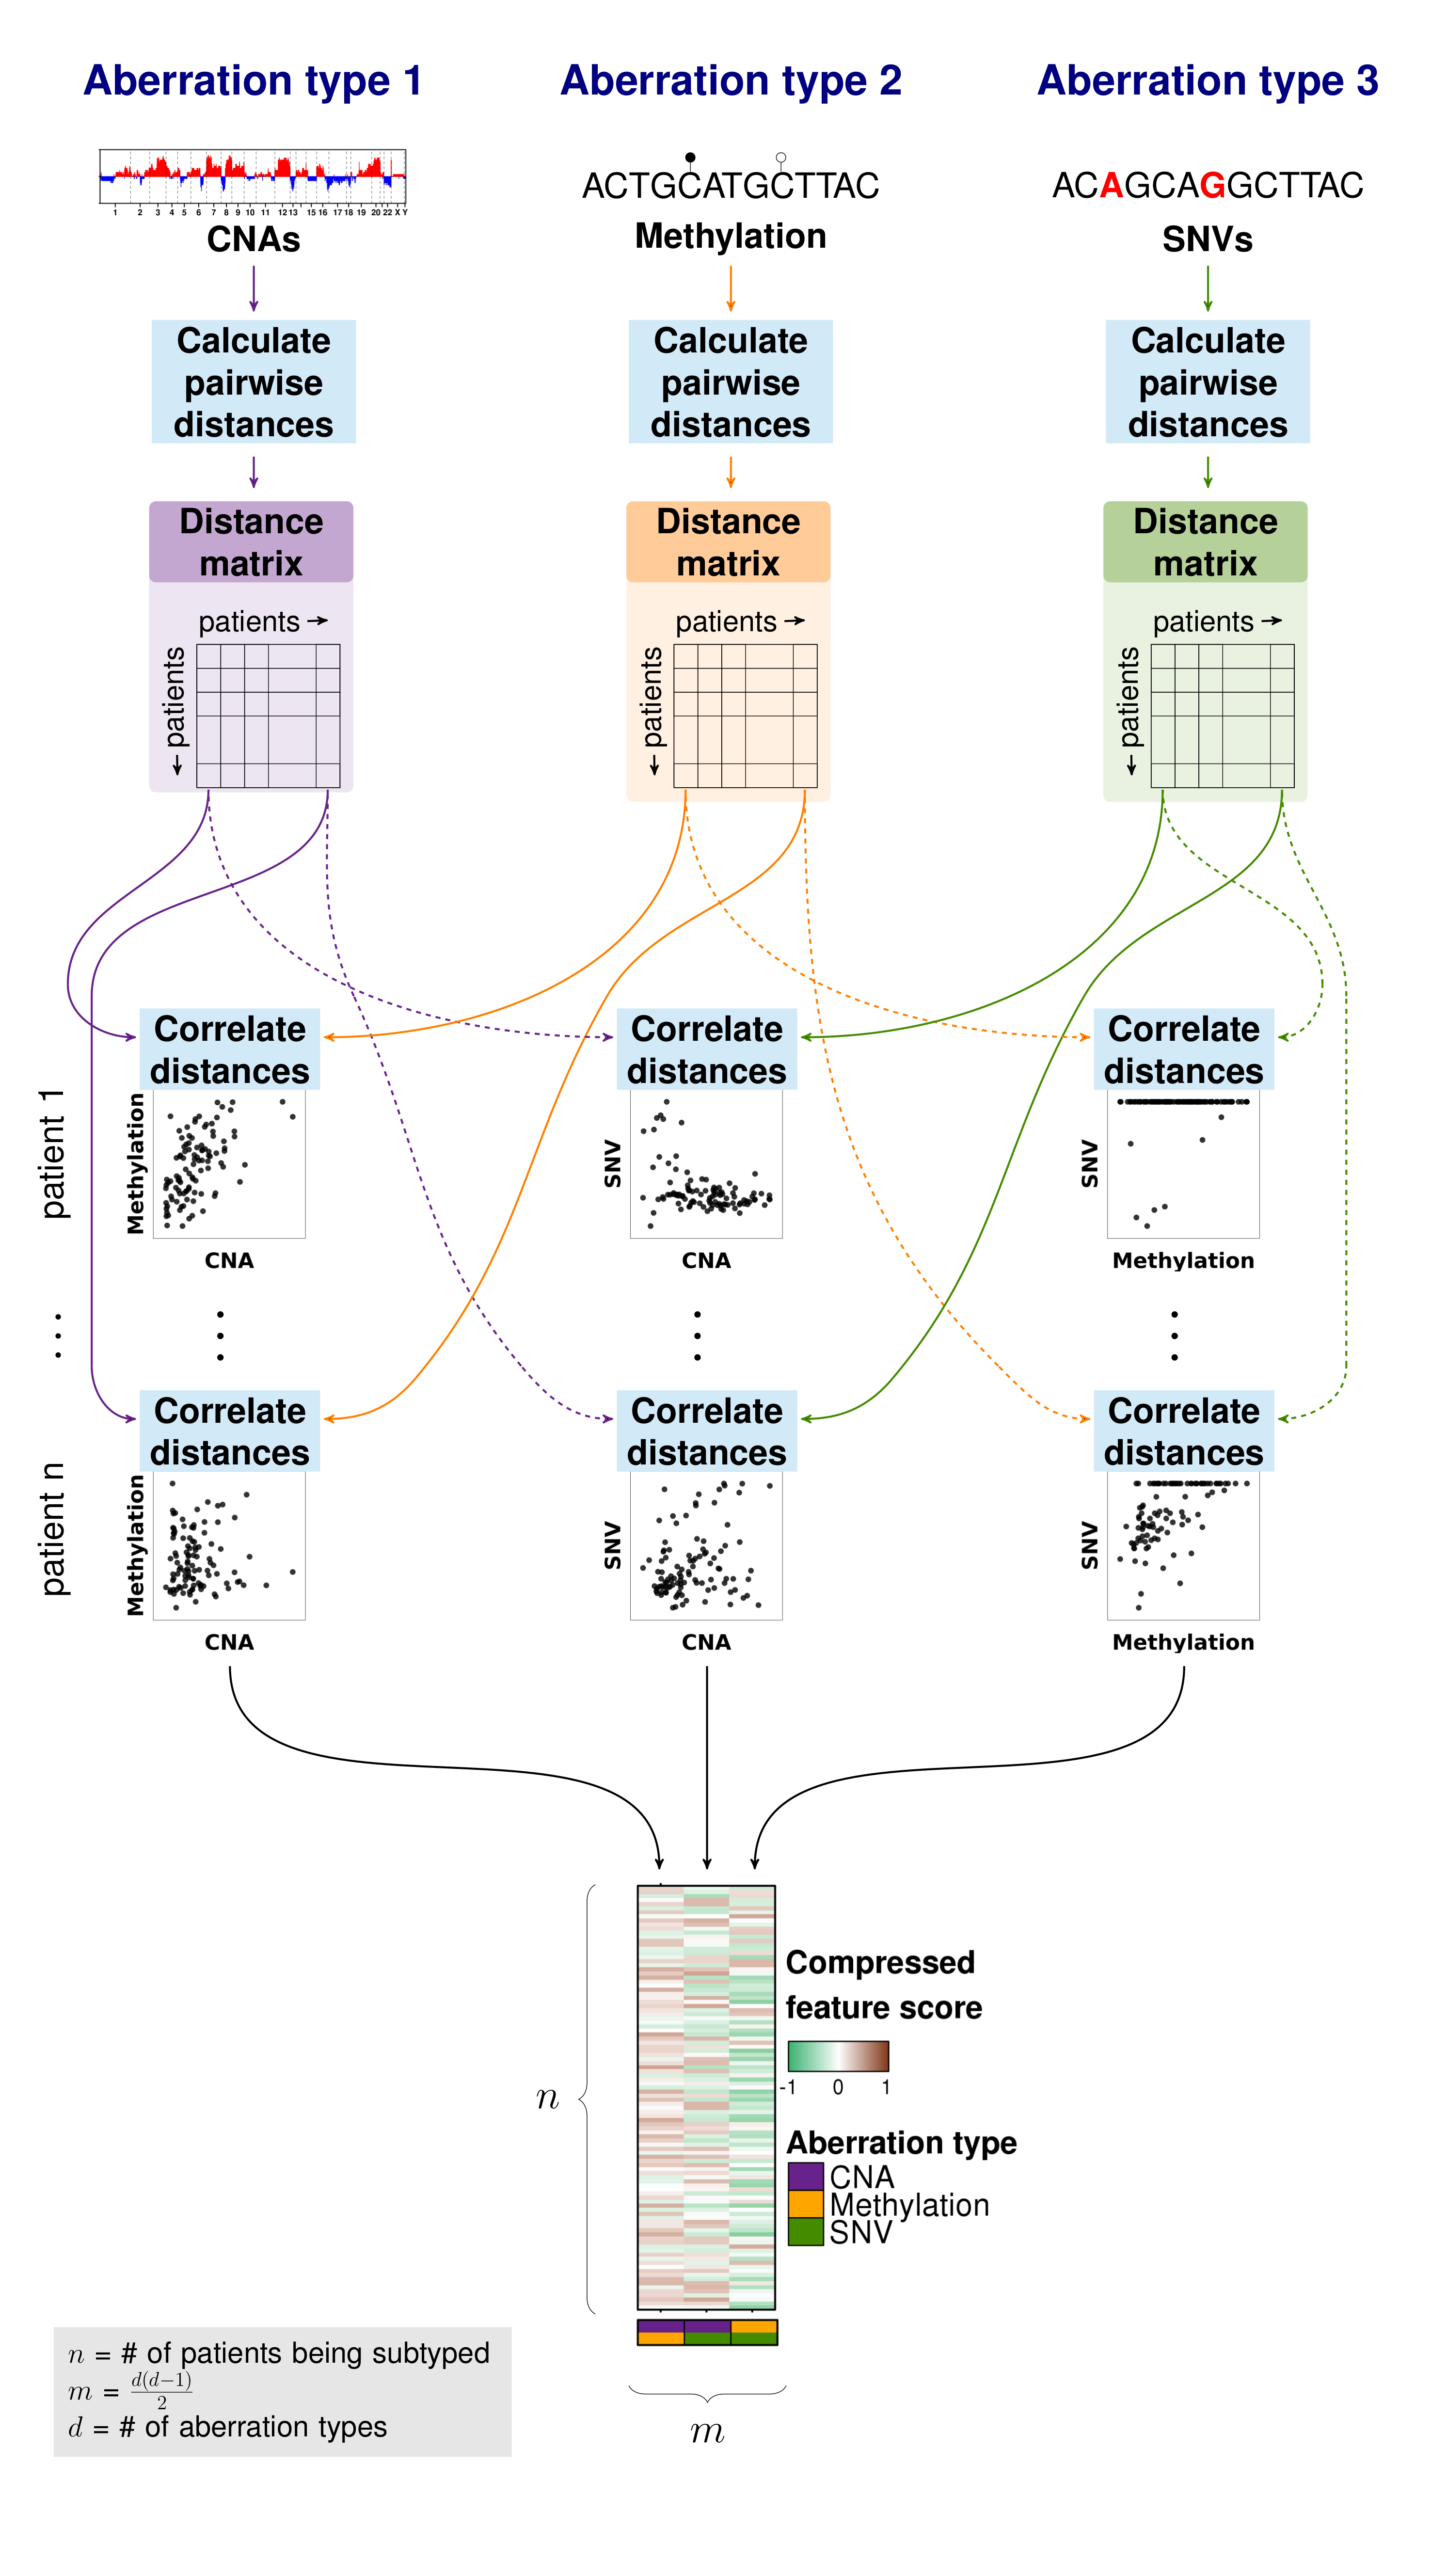 Aberration type 1
Aberration type 2
Aberration type 3
1 2 3 4 5 6 7 8 9 10 11 12 13 15 16 17 18 19 20 22 X Y
ACTGCATGCTTAC
ACAGCAGGCTTAC
CNAs
Methylation
SNVs
Calculate
pairwise
distances
Calculate
pairwise
distances
Calculate
pairwise
distances
Distance
matrix
patients →
← patients
Distance
matrix
patients →
← patients
Distance
matrix
patients →
← patients
patient 1
Correlate
distances
Methylation
CNA
Correlate
distances
SNV
CNA
Correlate
distances
SNV
Methylation
patient n
Correlate
distances
Methylation
CNA
Correlate
distances
SNV
CNA
Correlate
distances
SNV
Methylation
n
Compressed
feature score
-1 0 1
Aberration type
CNA
Methylation
SNV
m
n = # of patients being subtyped
m = d(d−1)/2
d = # of aberration types